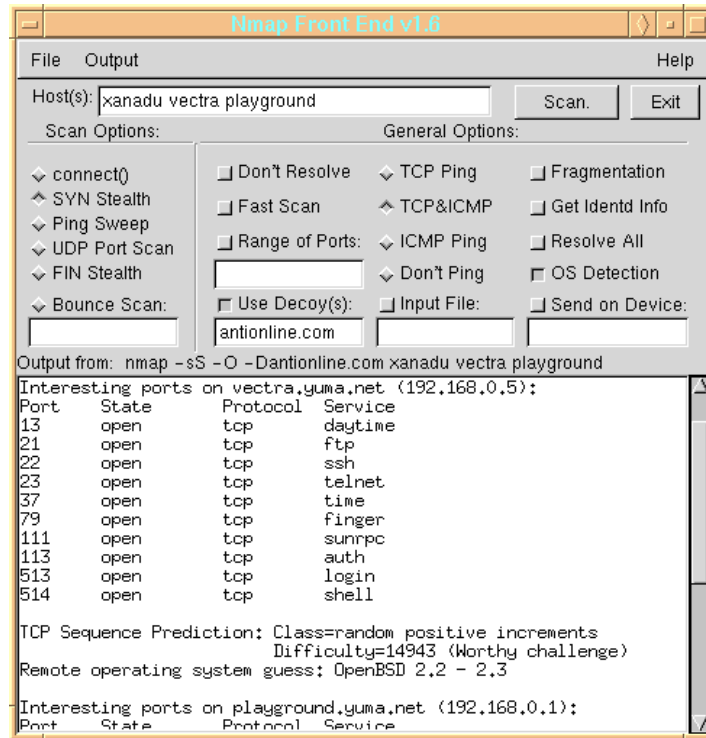 Nmap Front End v1.6
File Output Help
Host(s): xanadu vectra playground Scan. Exit
Scan Options: General Options:
connect() Don't Resolve TCP Ping Fragmentation
SYN Stealth Fast Scan TCP&ICMP Get Identd Info
Ping Sweep Range of Ports: ICMP Ping Resolve All
UDP Port Scan Don't Ping OS Detection
FIN Stealth
Bounce Scan: Use Decoy(s): Input File: Send on Device:
antionline.com
Output from: nmap -sS -O -Dantionline.com xanadu vectra playground
Interesting ports on vectra.yuma.net (192.168.0.5):
Port State Protocol Service
13 open tcp daytime
21 open tcp ftp
22 open tcp ssh
23 open tcp telnet
37 open tcp time
79 open tcp finger
111 open tcp sunrpc
113 open tcp auth
513 open tcp login
514 open tcp shell
TCP Sequence Prediction: Class=random positive increments
Difficulty=14943 (Worthy challenge)
Remote operating system guess: OpenBSD 2.2 - 2.3
Interesting ports on playground.yuma.net (192.168.0.1):
Port State Protocol Service